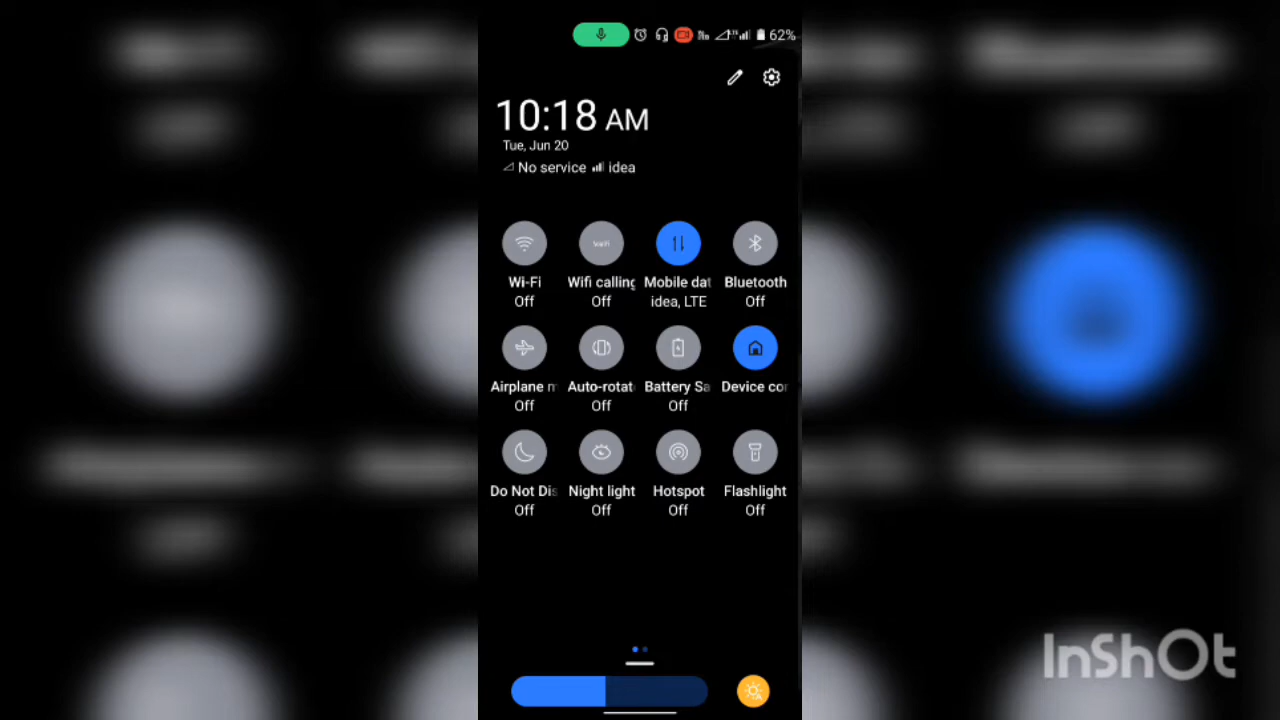 62%
10:18 AM
Tue, Jun 20
No service idea
Wi-Fi
Off
Wifi calling
Off
Mobile dat
idea, LTE
Bluetooth
Off
Airplane m
Off
Auto-rotat
Off
Battery Sa
Off
Device cor
Do Not Dis
Off
Night light
Off
Hotspot
Off
Flashlight
Off
InShOt